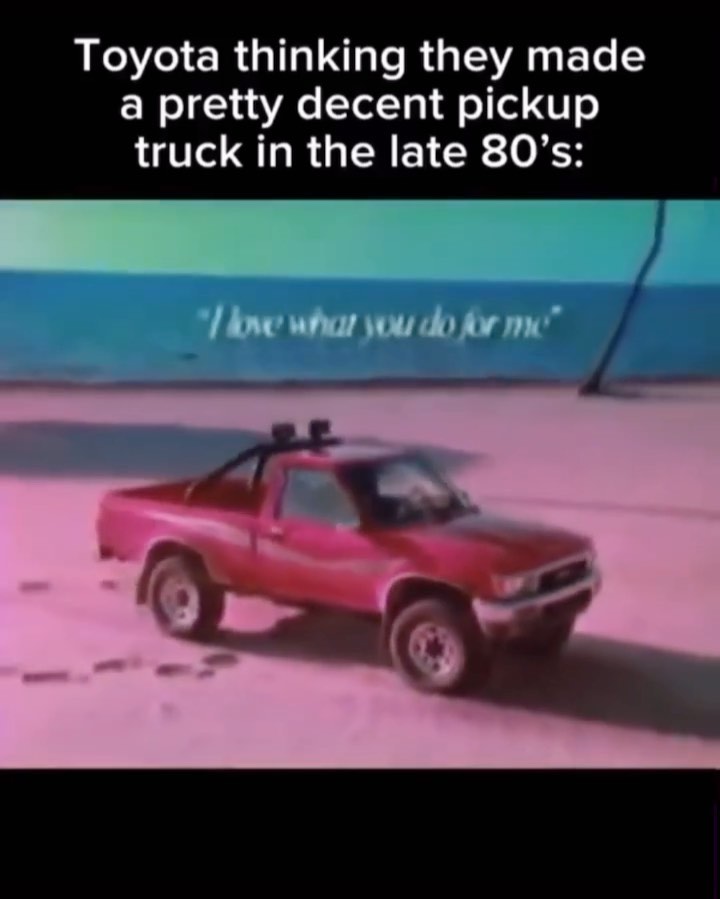 Toyota thinking they made
a pretty decent pickup
truck in the late 80's:
"I love what you do for me"